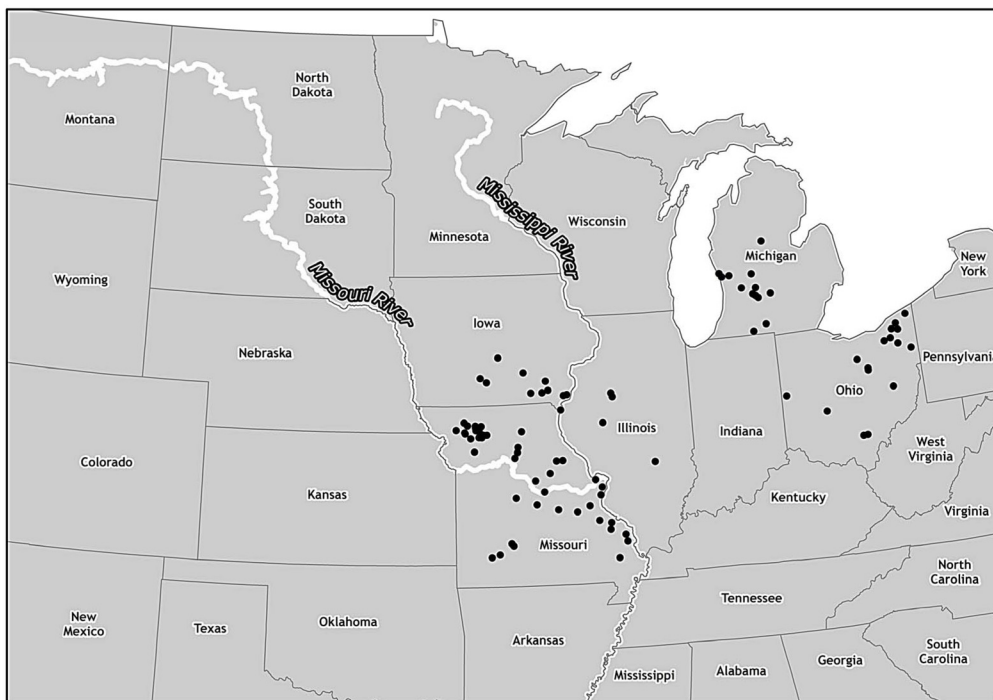 North
Dakota
Montana
Mississippi River
South
Dakota
Minnesota
Wisconsin
Michigan
New
York
Wyoming
Missouri River
Iowa
Nebraska
Pennsylvania
Ohio
Illinois
Indiana
West
Virginia
Colorado
Kansas
Kentucky
Virginia
Missouri
North
Carolina
Tennessee
New
Mexico
Texas
Oklahoma
Arkansas
Mississippi
Alabama
Georgia
South
Carolina